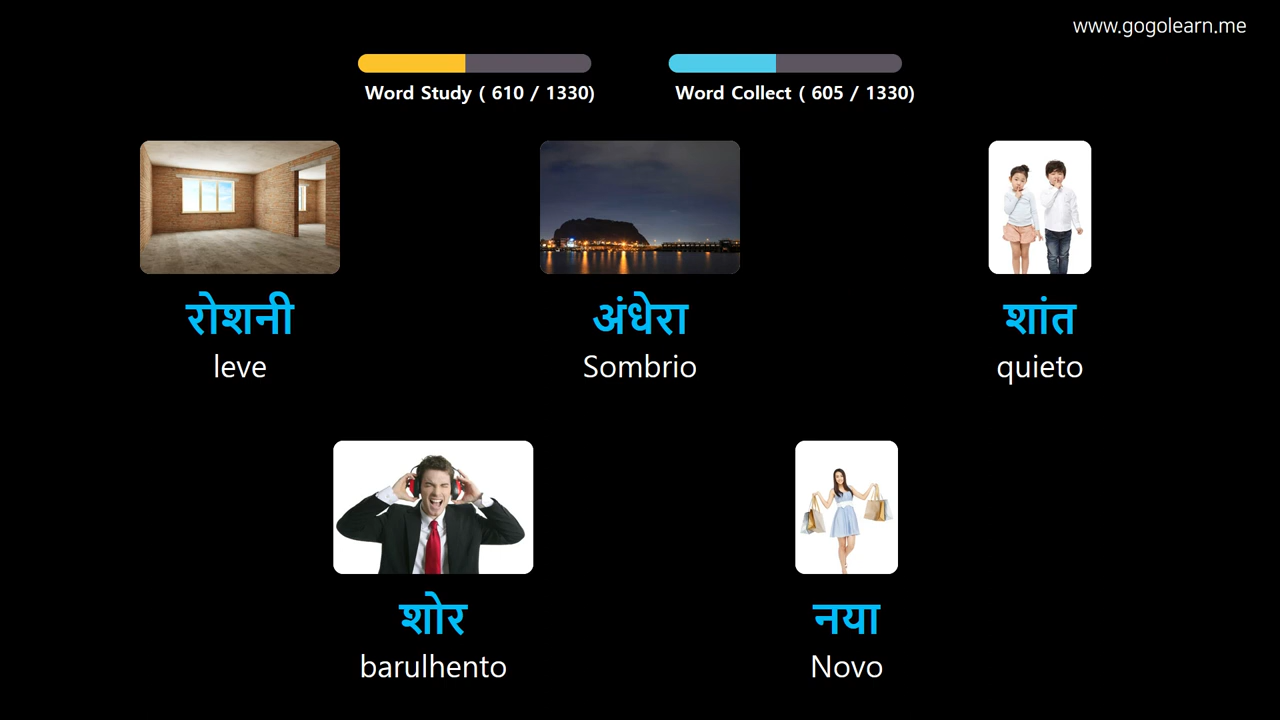 www.gogolearn.me
Word Study ( 610 / 1330)
Word Collect ( 605 / 1330)
रोशनी
leve
अंधेरा
Sombrio
शांत
quieto
शोर
barulhento
नया
Novo